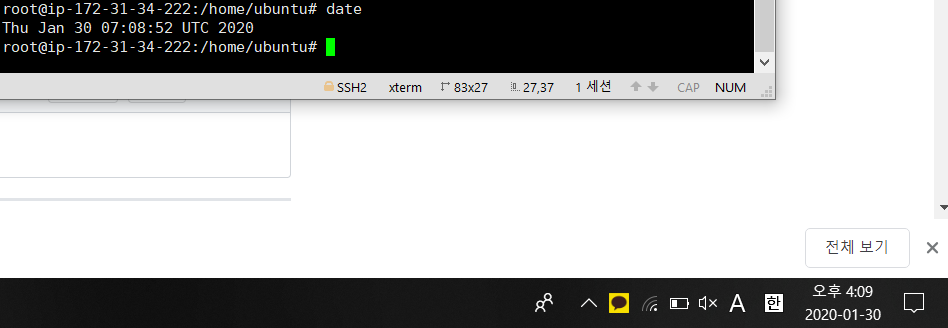 root@ip-172-31-34-222:/home/ubuntu# date
Thu Jan 30 07:08:52 UTC 2020
root@ip-172-31-34-222:/home/ubuntu#
SSH2 xterm 83x27 27,37 1 세션 CAP NUM
전체 보기
A 한 오후 4:09
2020-01-30